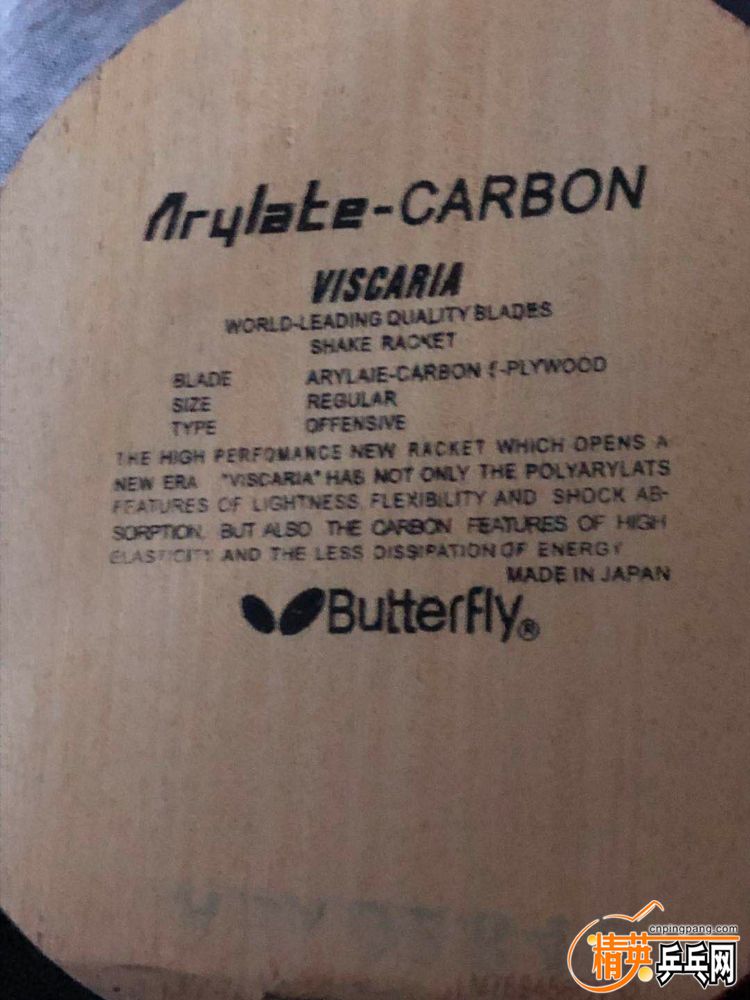 Arylate-CARBON
VISCARIA
WORLD-LEADING QUALITY BLADES
SHAKE RACKET
BLADE ARYLATE-CARBON -PLYWOOD
SIZE REGULAR
TYPE OFFENSIVE
THE HIGH PERFOMANCE NEW RACKET WHICH OPENS A
NEW ERA "VISCARIA" HAS NOT ONLY THE POLYARYLATS
FEATURES OF LIGHTNESS, FLEXIBILITY AND SHOCK AB-
SORPTION, BUT ALSO THE CARBON FEATURES OF HIGH
ELASTICITY AND THE LESS DISSIPATION OF ENERGY
MADE IN JAPAN
Butterfly®
cnpingpang.com
精英乒乓网